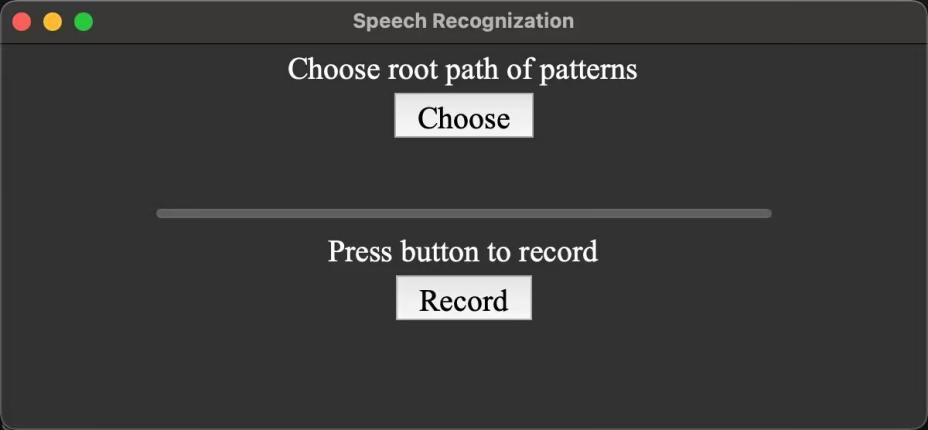 Speech Recognization
Choose root path of patterns
Choose
Press button to record
Record